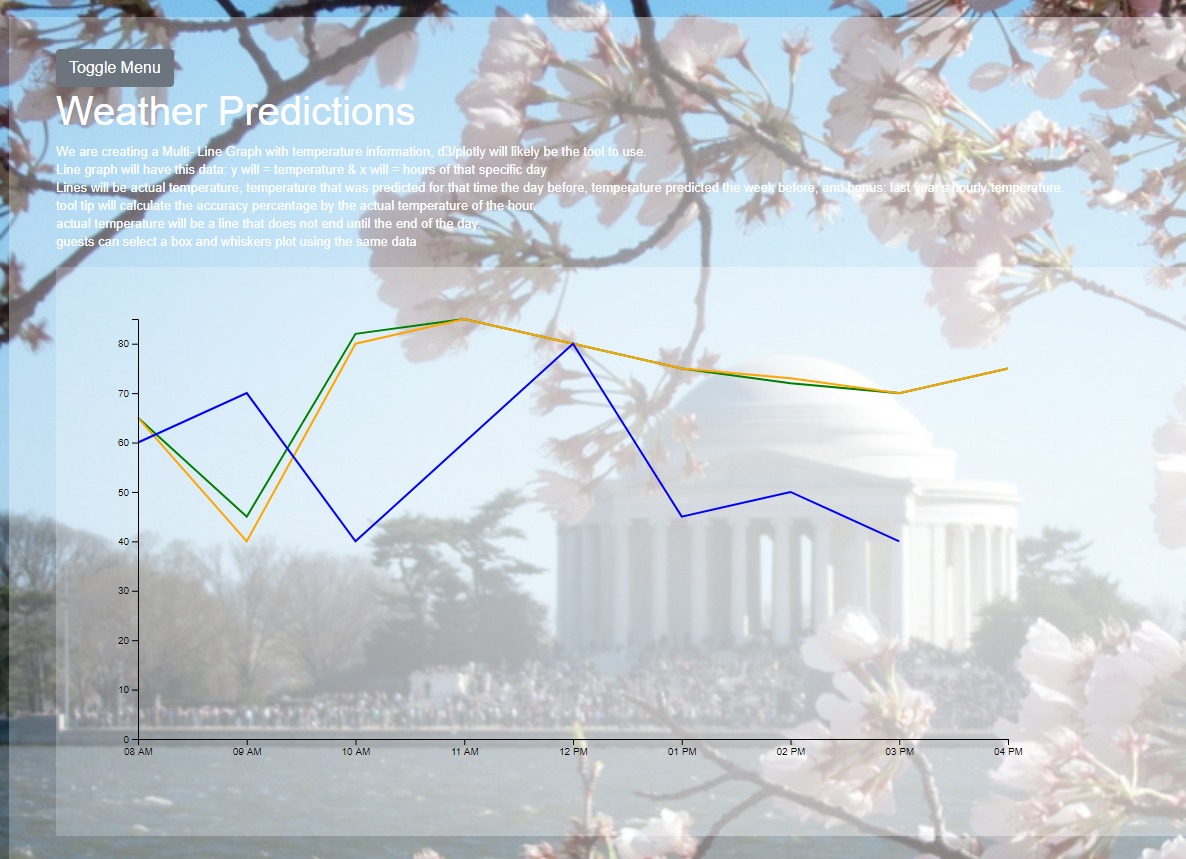 Toggle Menu
Weather Predictions
We are creating a Multi- Line Graph with temperature information, d3/plotly will likely be the tool to use.
Line graph will have this data: y will = temperature & x will = hours of that specific day
Lines will be actual temperature, temperature that was predicted for that time the day before, temperature predicted the week before, and bonus: last year's hourly temperature.
tool tip will calculate the accuracy percentage by the actual temperature of the hour.
actual temperature will be a line that does not end until the end of the day.
guests can select a box and whiskers plot using the same data
80
70
60
50
40
30
20
10
0
08 AM 09 AM 10 AM 11 AM 12 PM 01 PM 02 PM 03 PM 04 PM